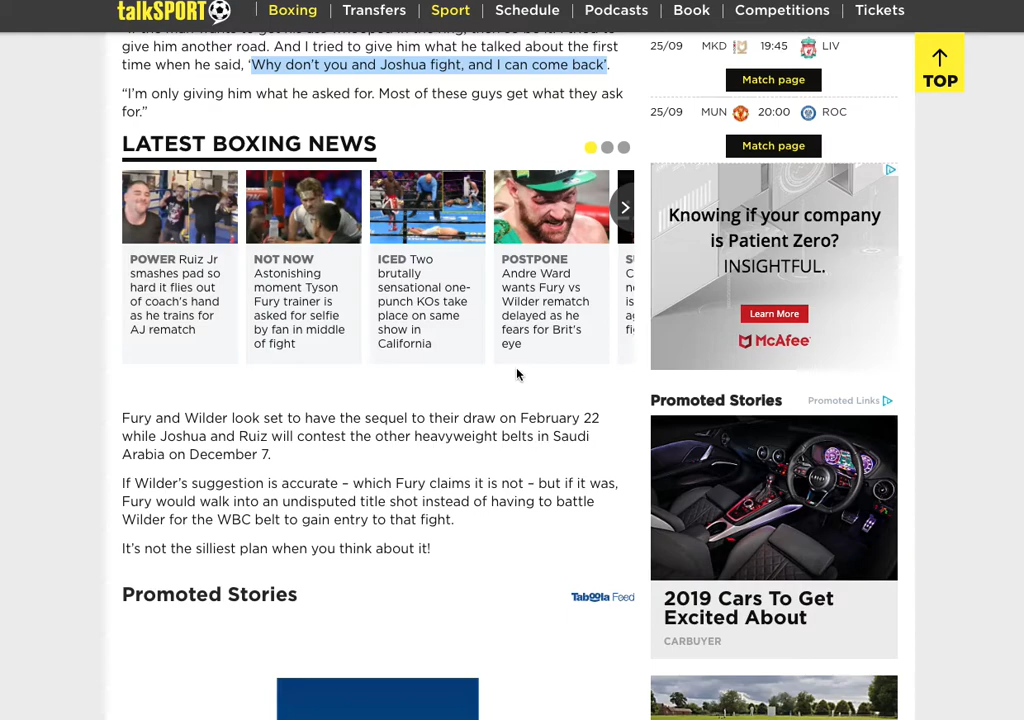 talkSPORT
Boxing
Transfers
Sport
Schedule
Podcasts
Book
Competitions
Tickets
give him another road. And I tried to give him what he talked about the first
time when he said, ‘Why don’t you and Joshua fight, and I can come back’.
“I’m only giving him what he asked for. Most of these guys get what they ask
for.”
LATEST BOXING NEWS
POWER Ruiz Jr
smashes pad so
hard it flies out
of coach’s hand
as he trains for
AJ rematch
NOT NOW
Astonishing
moment Tyson
Fury trainer is
asked for selfie
by fan in middle
of fight
ICED Two
brutally
sensational one-
punch KOs take
place on same
show in
California
POSTPONE
Andre Ward
wants Fury vs
Wilder rematch
delayed as he
fears for Brit’s
eye
Fury and Wilder look set to have the sequel to their draw on February 22
while Joshua and Ruiz will contest the other heavyweight belts in Saudi
Arabia on December 7.
If Wilder’s suggestion is accurate – which Fury claims it is not – but if it was,
Fury would walk into an undisputed title shot instead of having to battle
Wilder for the WBC belt to gain entry to that fight.
It’s not the silliest plan when you think about it!
Promoted Stories
Taboola Feed
25/09 MKD 19:45 LIV
Match page
25/09 MUN 20:00 ROC
Match page
Knowing if your company
is Patient Zero?
INSIGHTFUL.
Learn More
McAfee
Promoted Stories
Promoted Links
2019 Cars To Get
Excited About
CARBUYER
TOP